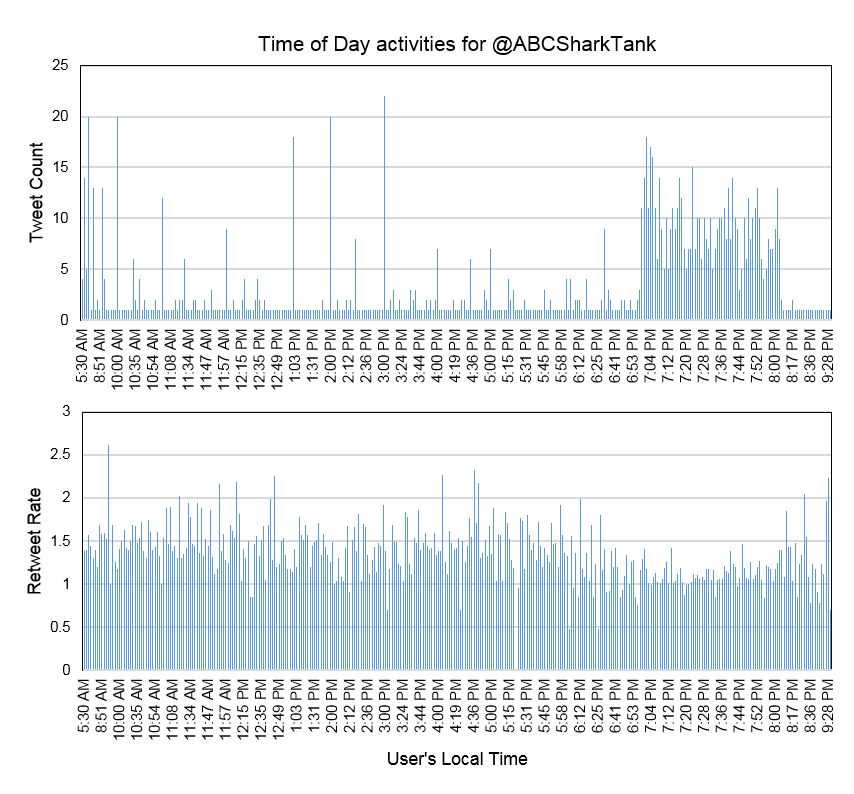 Time of Day activities for @ABCSharkTank
Tweet Count
25
20
15
10
5
0
5:30 AM
8:51 AM
10:00 AM
10:35 AM
10:54 AM
11:08 AM
11:34 AM
11:47 AM
11:57 AM
12:15 PM
12:35 PM
12:49 PM
1:03 PM
1:31 PM
2:00 PM
2:12 PM
2:36 PM
3:00 PM
3:24 PM
3:44 PM
4:00 PM
4:19 PM
4:36 PM
5:00 PM
5:15 PM
5:31 PM
5:45 PM
5:58 PM
6:12 PM
6:25 PM
6:41 PM
6:53 PM
7:04 PM
7:12 PM
7:20 PM
7:28 PM
7:36 PM
7:44 PM
7:52 PM
8:00 PM
8:17 PM
8:36 PM
9:28 PM
Retweet Rate
3
2.5
2
1.5
1
0.5
0
5:30 AM
8:51 AM
10:00 AM
10:35 AM
10:54 AM
11:08 AM
11:34 AM
11:47 AM
11:57 AM
12:15 PM
12:35 PM
12:49 PM
1:03 PM
1:31 PM
2:00 PM
2:12 PM
2:36 PM
3:00 PM
3:24 PM
3:44 PM
4:00 PM
4:19 PM
4:36 PM
5:00 PM
5:15 PM
5:31 PM
5:45 PM
5:58 PM
6:12 PM
6:25 PM
6:41 PM
6:53 PM
7:04 PM
7:12 PM
7:20 PM
7:28 PM
7:36 PM
7:44 PM
7:52 PM
8:00 PM
8:17 PM
8:36 PM
9:28 PM
User's Local Time